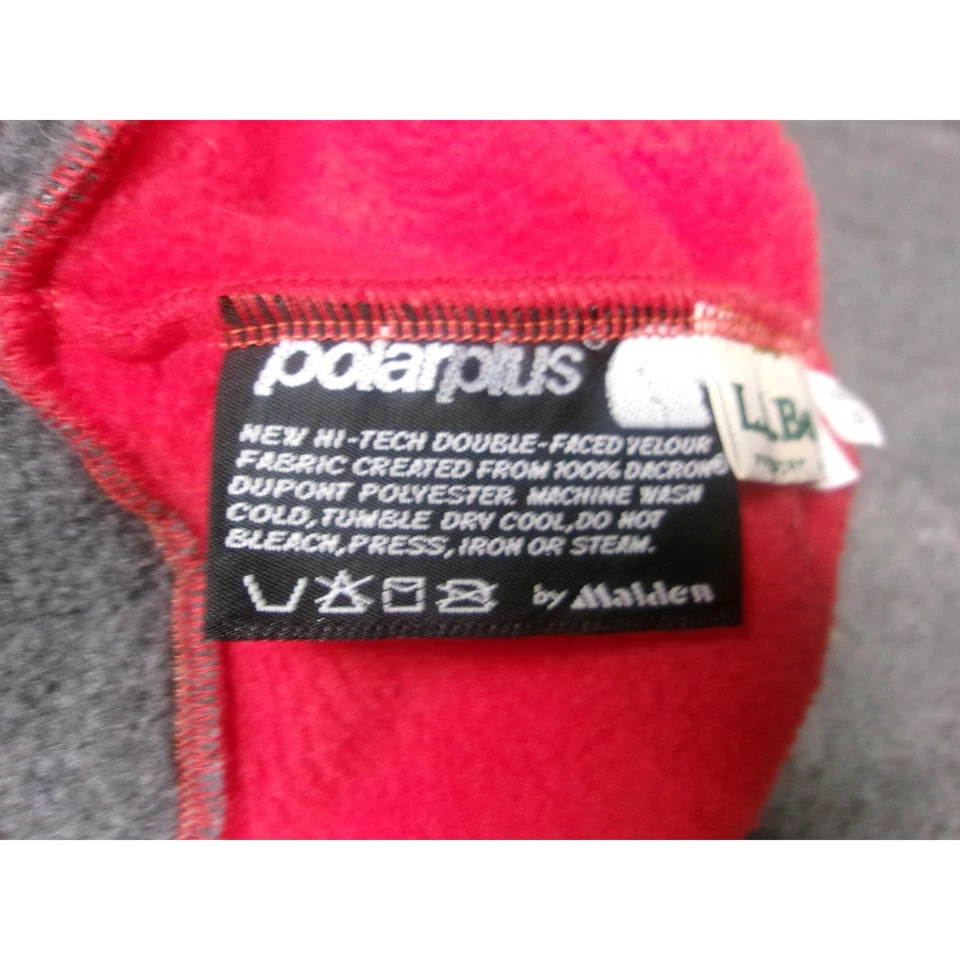 polarplus
NEW HI-TECH DOUBLE-FACED VELOUR
FABRIC CREATED FROM 100% DACRON®
DUPONT POLYESTER. MACHINE WASH
COLD, TUMBLE DRY COOL, DO NOT
BLEACH, PRESS, IRON OR STEAM.
by Malden
L.L.Be